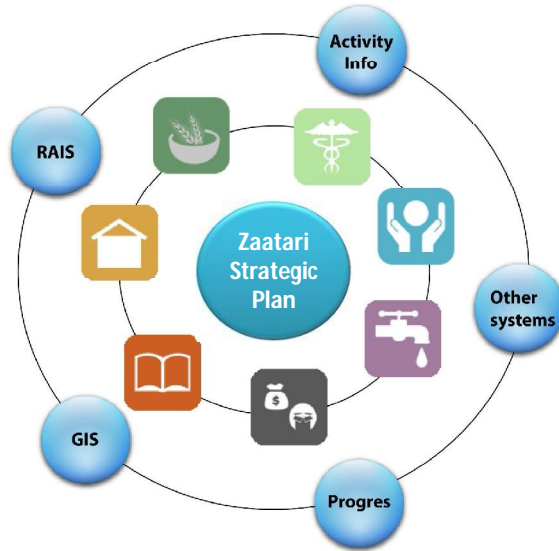 Activity
Info
RAIS
Zaatari
Strategic
Plan
Other
systems
$
GIS
Progres